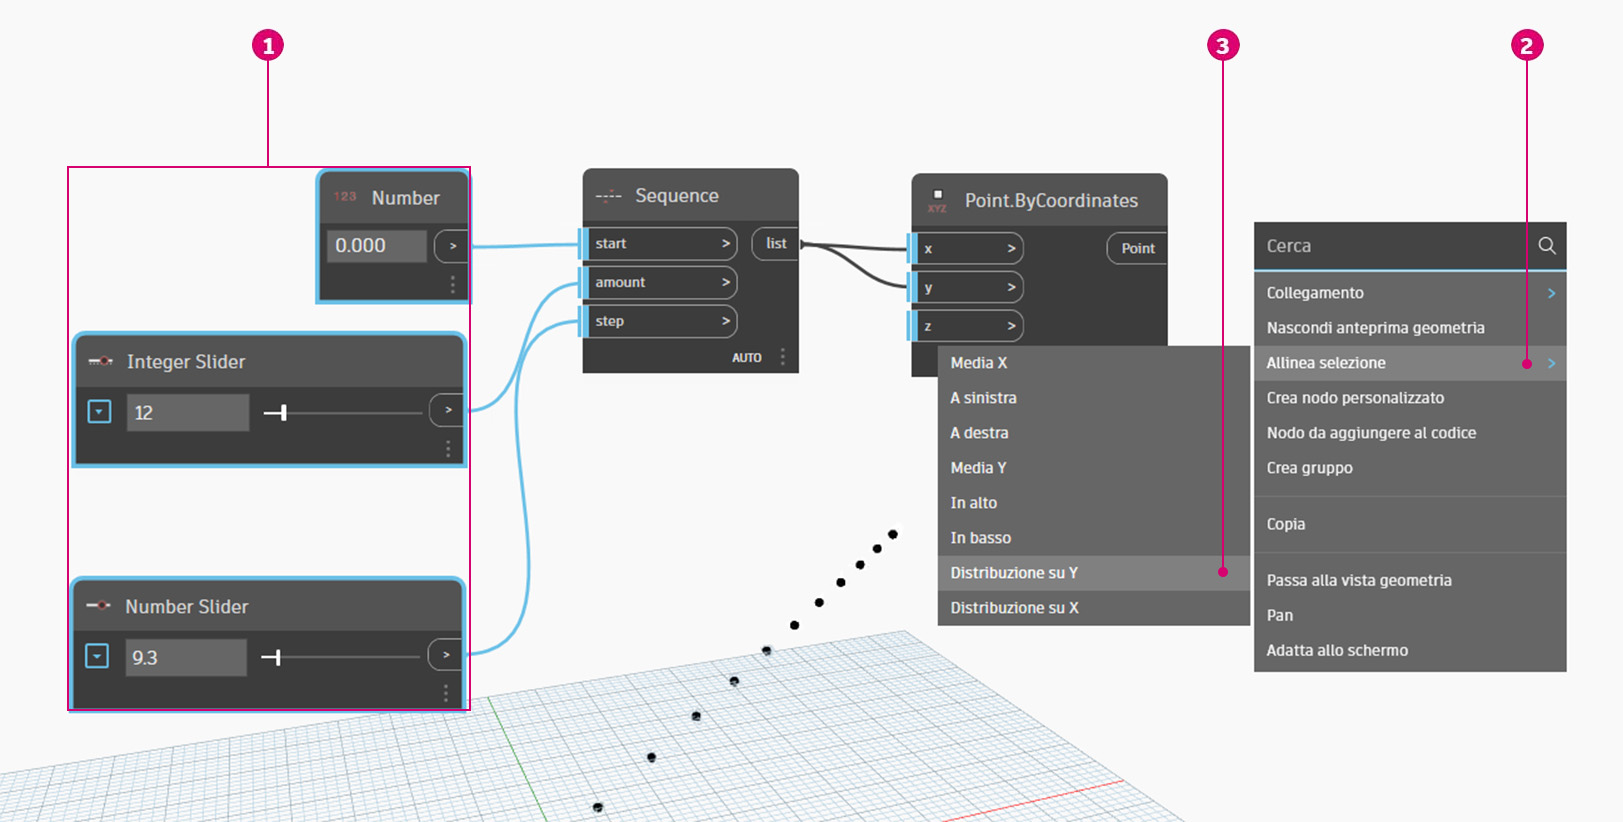 1
3
2
123 Number
0.000 >
Integer Slider
12 >
Number Slider
9.3 >
Sequence
start > list
amount >
step >
AUTO
XYZ Point.ByCoordinates
x > Point
y >
z >
Media X
A sinistra
A destra
Media Y
In alto
In basso
Distribuzione su Y
Distribuzione su X
Cerca
Collegamento >
Nascondi anteprima geometria
Allinea selezione >
Crea nodo personalizzato
Nodo da aggiungere al codice
Crea gruppo
Copia
Passa alla vista geometria
Pan
Adatta allo schermo